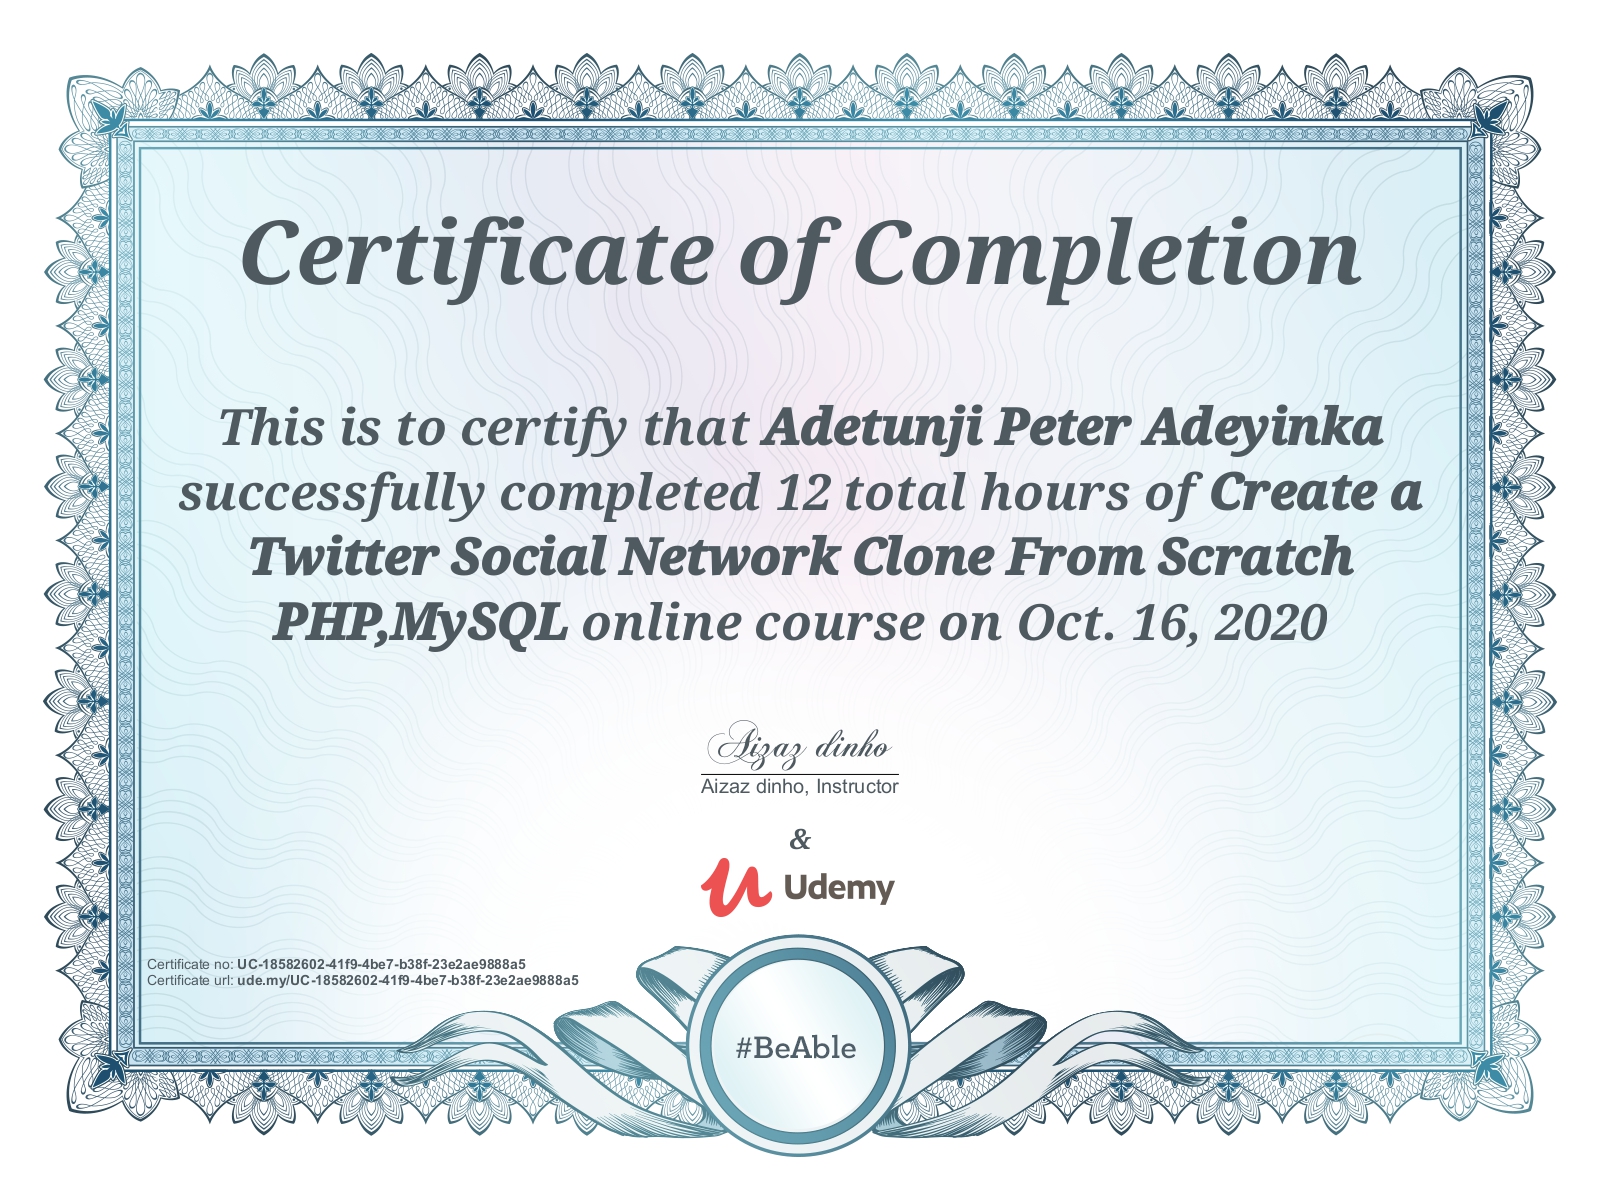 Certificate of Completion
This is to certify that Adetunji Peter Adeyinka
successfully completed 12 total hours of Create a
Twitter Social Network Clone From Scratch
PHP,MySQL online course on Oct. 16, 2020
Aizaz dinho
Aizaz dinho, Instructor
&
Udemy
Certificate no: UC-18582602-41f9-4be7-b38f-23e2ae9888a5
Certificate url: ude.my/UC-18582602-41f9-4be7-b38f-23e2ae9888a5
#BeAble